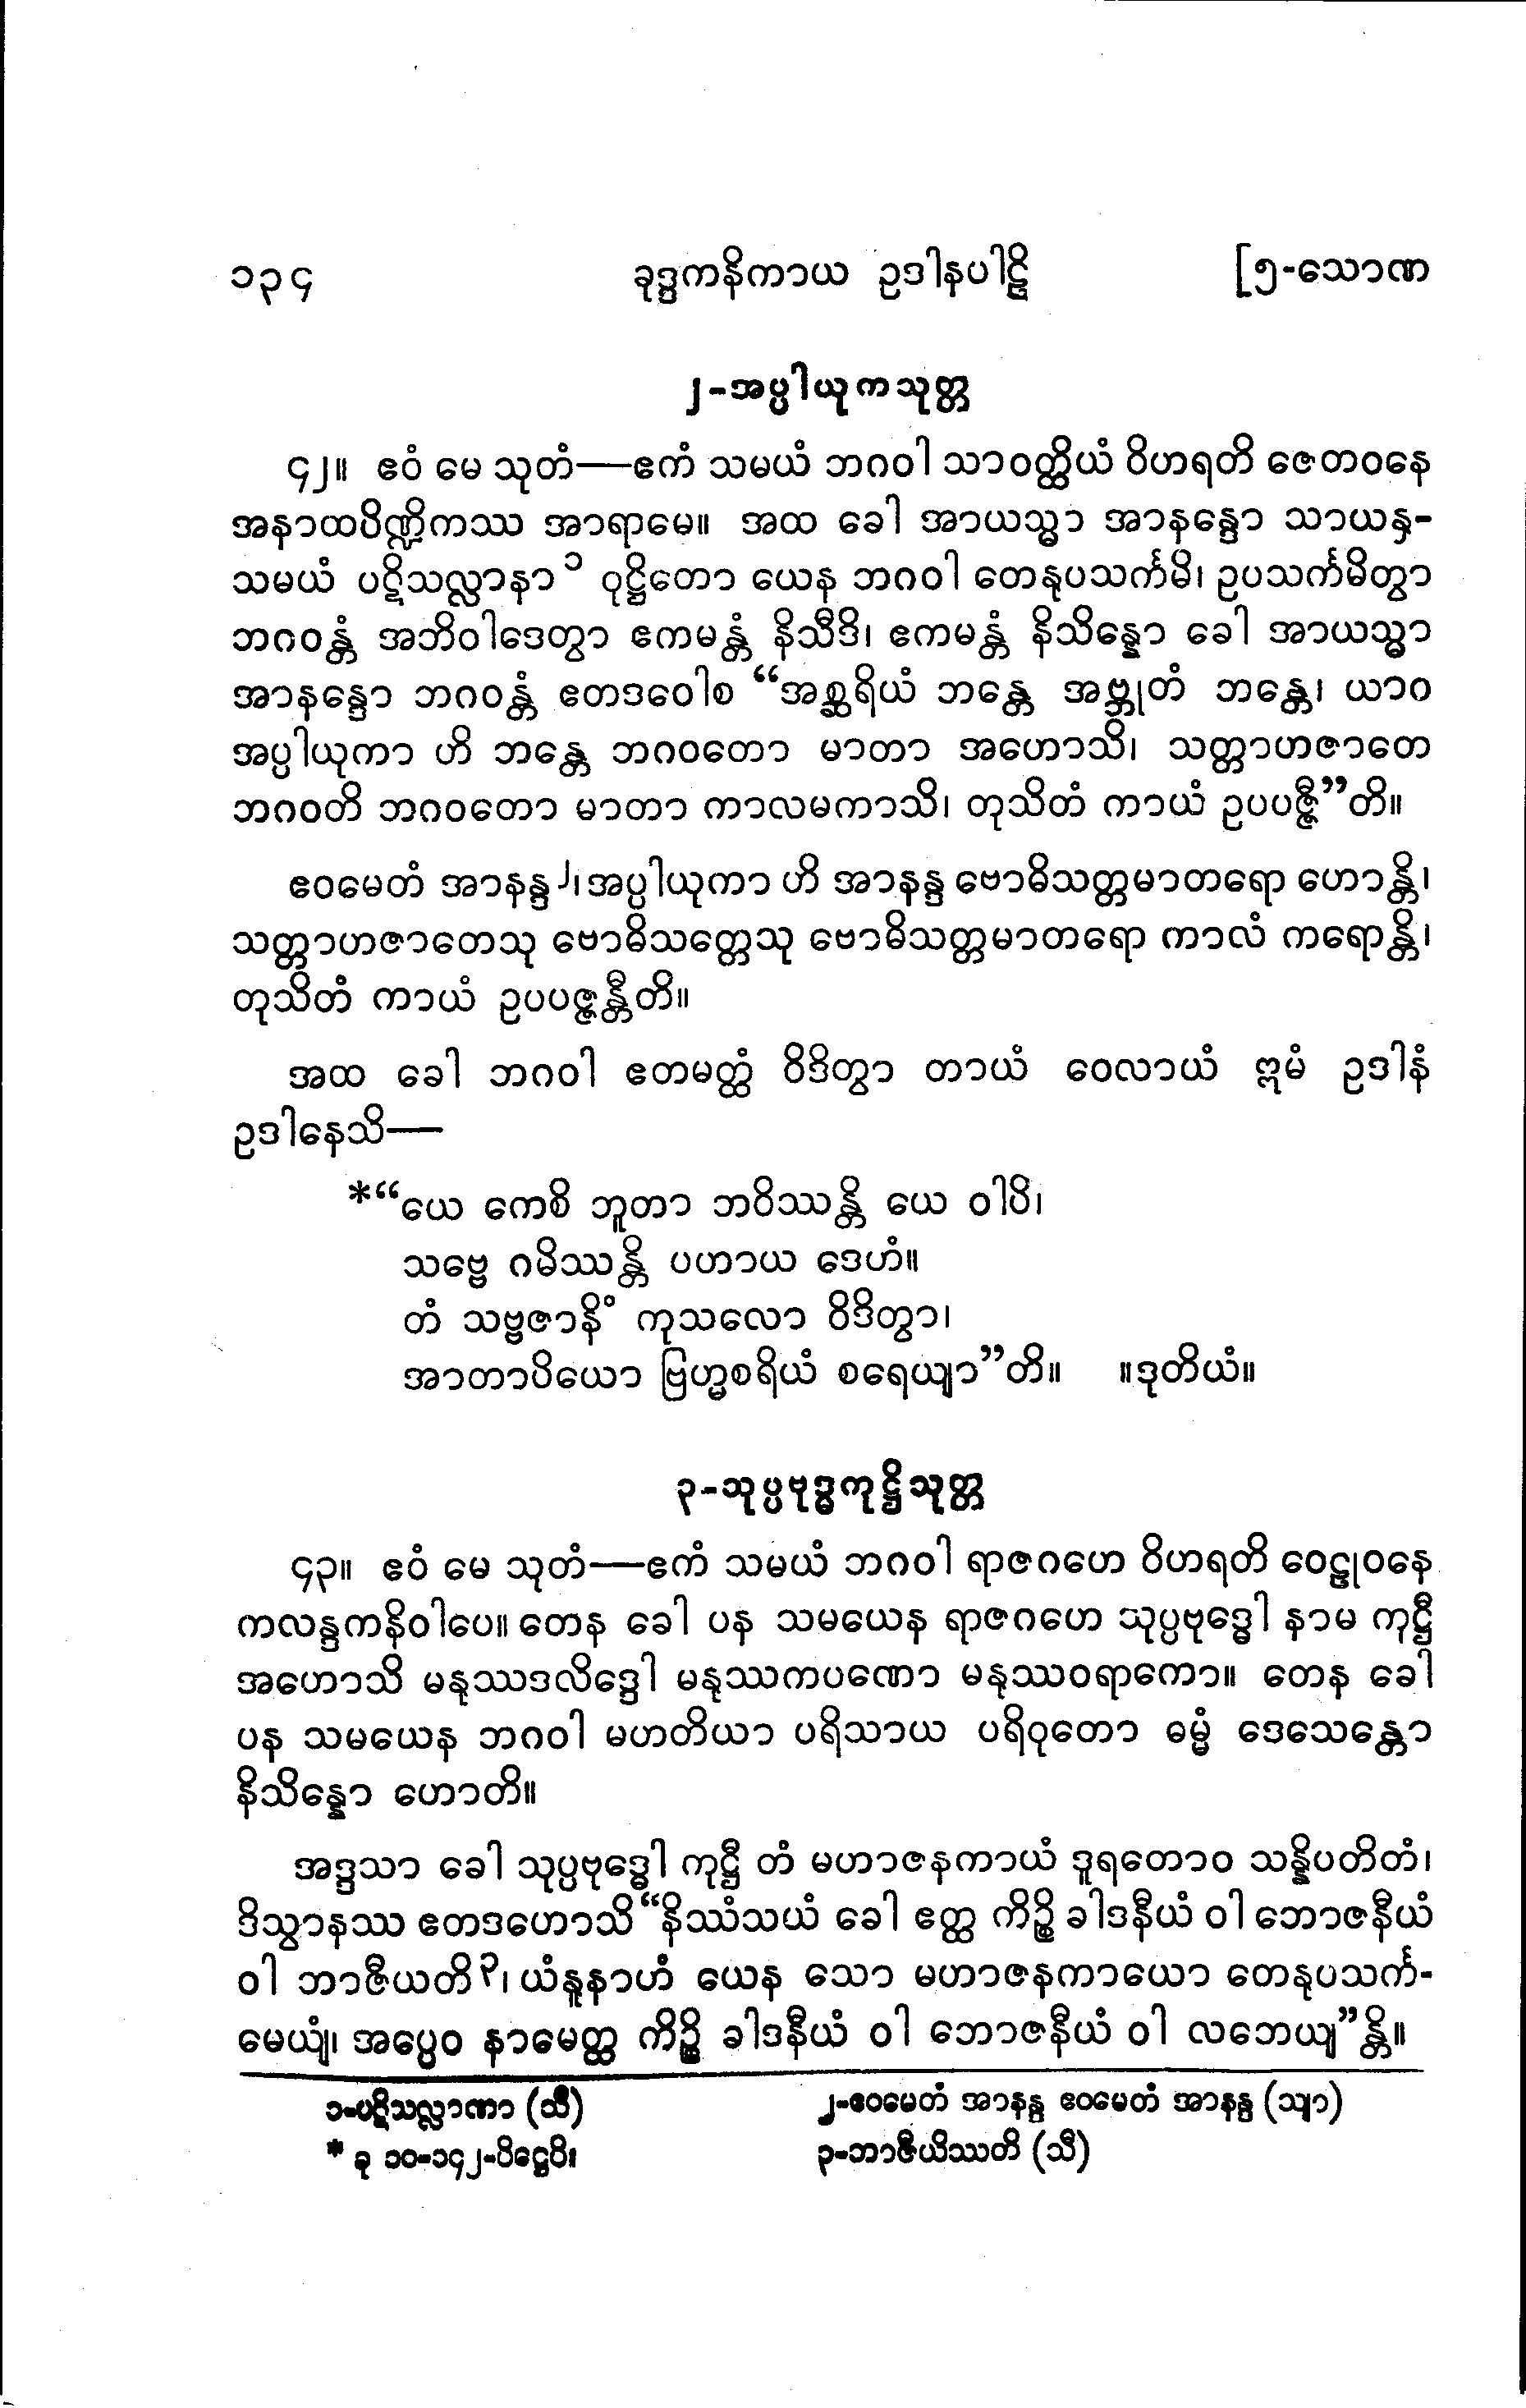 ၁၃၄ ခုဒ္ဒကနိကာယ ဥဒါနပါဠိ [၅-သောဏ
၂-အပ္ပါယုကသုတ္တ
၄၂။ ဧဝံ မေ သုတံ—ဧကံ သမယံ ဘဂဝါ သာဝတ္ထိယံ ဝိဟရတိ ဇေတဝနေ
အနာထပိဏ္ဍိကဿ အာရာမေ။ အထ ခေါ အာယသ္မာ အာနန္ဒော သာယနှ-
သမယံ ပဋိသလ္လာနာ ၁ ဝုဋ္ဌိတော ယေန ဘဂဝါ တေနုပသင်္ကမိ၊ ဥပသင်္ကမိတွာ
ဘဂဝန္တံ အဘိဝါဒေတွာ ဧကမန္တံ နိသီဒိ၊ ဧကမန္တံ နိသိန္နော ခေါ အာယသ္မာ
အာနန္ဒော ဘဂဝန္တံ ဧတဒဝေါစ “အစ္ဆရိယံ ဘန္တေ အဗ္ဘုတံ ဘန္တေ၊ ယာဝ
အပ္ပါယုကာ ဟိ ဘန္တေ ဘဂဝတော မာတာ အဟောသိ၊ သတ္တာဟဇာတေ
ဘဂဝတိ ဘဂဝတော မာတာ ကာလမကာသိ၊ တုသိတံ ကာယံ ဥပပဇ္ဇီ”တိ။
ဧဝမေတံ အာနန္ဒ ၂၊ အပ္ပါယုကာ ဟိ အာနန္ဒ ဗောဓိသတ္တမာတရော ဟောန္တိ၊
သတ္တာဟဇာတေသု ဗောဓိသတ္တေသု ဗောဓိသတ္တမာတရော ကာလံ ကရောန္တိ၊
တုသိတံ ကာယံ ဥပပဇ္ဇန္တီတိ။
အထ ခေါ ဘဂဝါ ဧတမတ္ထံ ဝိဒိတွာ တာယံ ဝေလာယံ ဣမံ ဥဒါနံ
ဥဒါနေသိ—
*“ယေ ကေစိ ဘူတာ ဘဝိဿန္တိ ယေ ဝါပိ၊
သဗ္ဗေ ဂမိဿန္တိ ပဟာယ ဒေဟံ။
တံ သဗ္ဗဇာနိံ ကုသလော ဝိဒိတွာ၊
အာတာပိယော ဗြဟ္မစရိယံ စရေယျာ”တိ။ ။ဒုတိယံ။
၃-သုပ္ပဗုဒ္ဓကုဋ္ဌိသုတ္တ
၄၃။ ဧဝံ မေ သုတံ—ဧကံ သမယံ ဘဂဝါ ရာဇဂဟေ ဝိဟရတိ ဝေဠုဝနေ
ကလန္ဒကနိဝါပေ။ တေန ခေါ ပန သမယေန ရာဇဂဟေ သုပ္ပဗုဒ္ဓေါ နာမ ကုဋ္ဌီ
အဟောသိ မနုဿဒလိဒ္ဒေါ မနုဿကပဏော မနုဿဝရာကော။ တေန ခေါ
ပန သမယေန ဘဂဝါ မဟတိယာ ပရိသာယ ပရိဝုတော ဓမ္မံ ဒေသေန္တော
နိသိန္နော ဟောတိ။
အဒ္ဒသာ ခေါ သုပ္ပဗုဒ္ဓေါ ကုဋ္ဌီ တံ မဟာဇနကာယံ ဒူရတောဝ သန္နိပတိတံ၊
ဒိသွာနဿ ဧတဒဟောသိ “နိဿံသယံ ခေါ ဧတ္ထ ကိဉ္စိ ခါဒနီယံ ဝါ ဘောဇနီယံ
ဝါ ဘာဇီယတိ ၃၊ ယံနူနာဟံ ယေန သော မဟာဇနကာယော တေနုပသင်္က-
မေယျံ၊ အပ္ပေဝ နာမေတ္ထ ကိဉ္စိ ခါဒနီယံ ဝါ ဘောဇနီယံ ဝါ လဘေယျ”န္တိ။
၁-ပဋိသလ္လာဏာ (သီ) ၂-ဧဝမေတံ အာနန္ဒ ဧဝမေတံ အာနန္ဒ (သျာ)
* ခု ၁၀-၁၄၂-ပိဋ္ဌေပိ။ ၃-ဘာဇီယိဿတိ (သီ)